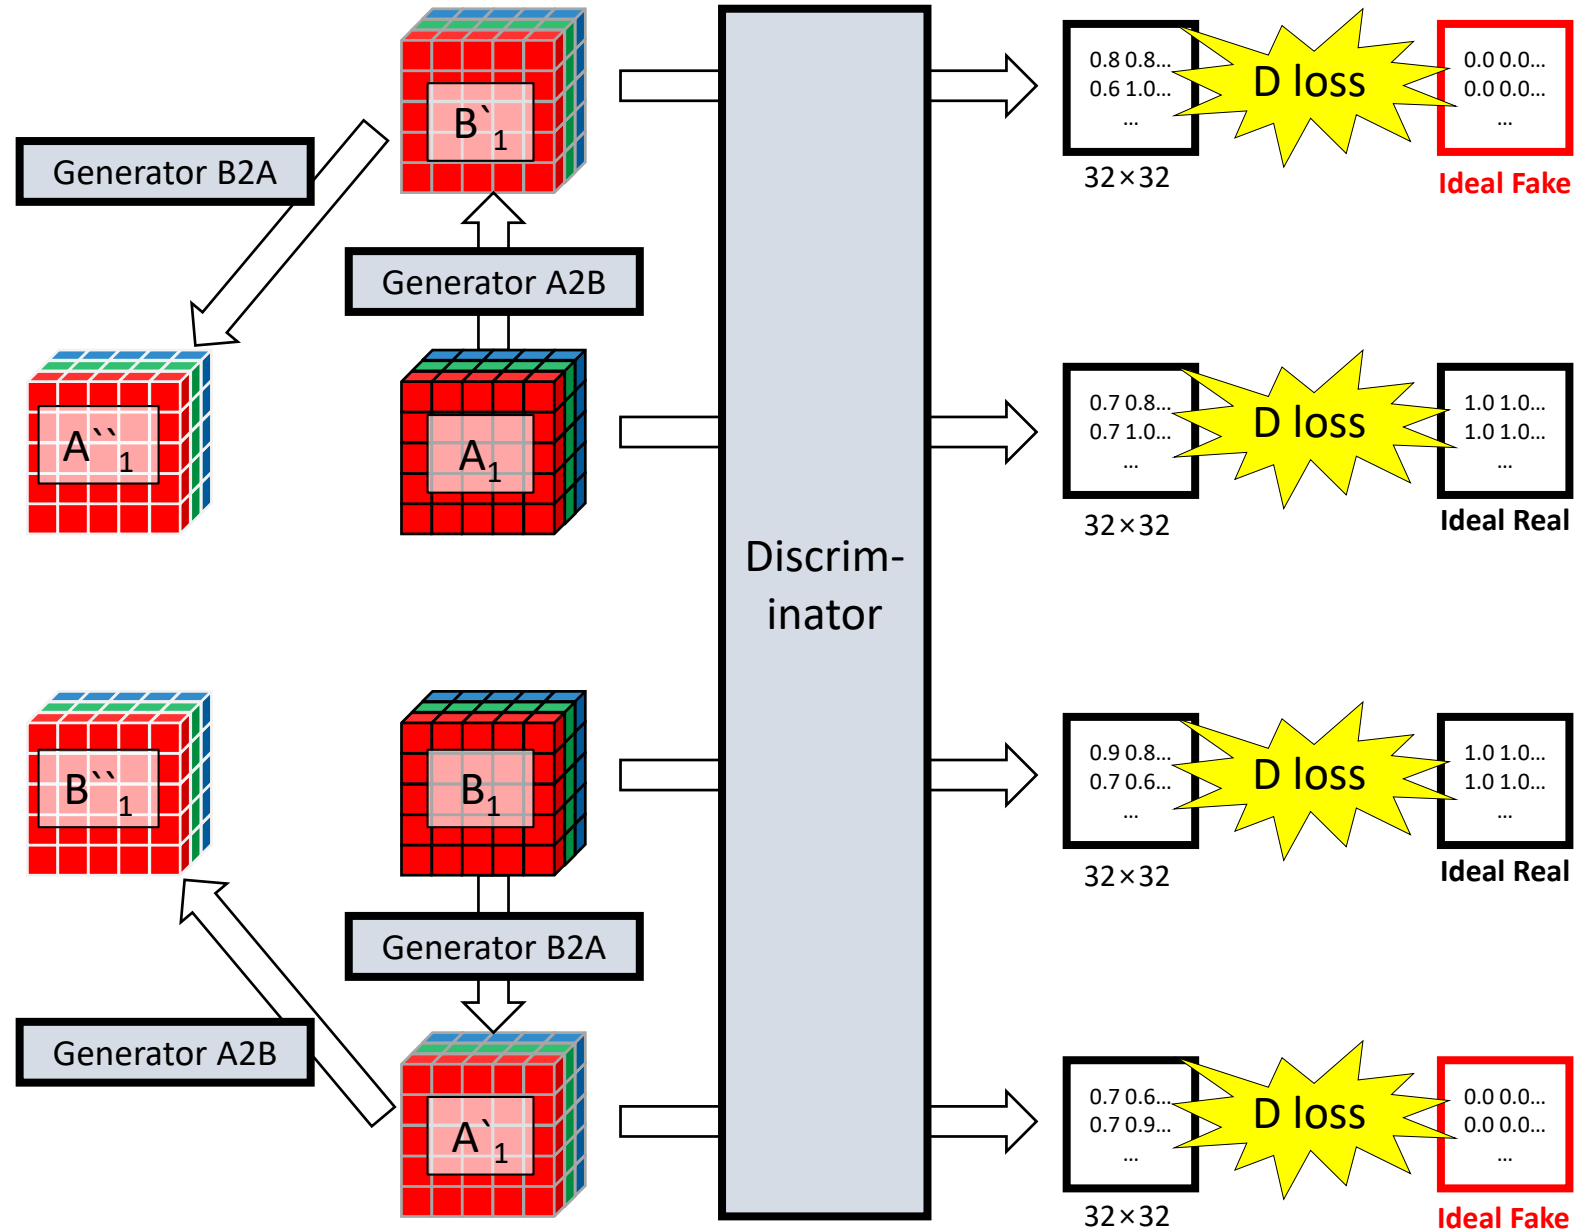 B`1
0.8 0.8...
0.6 1.0...
...
32×32
D loss
0.0 0.0...
0.0 0.0...
...
Ideal Fake
Generator B2A
Generator A2B
A``1
A1
0.7 0.8...
0.7 1.0...
...
32×32
D loss
1.0 1.0...
1.0 1.0...
...
Ideal Real
Discrim-
inator
B``1
B1
0.9 0.8...
0.7 0.6...
...
32×32
D loss
1.0 1.0...
1.0 1.0...
...
Ideal Real
Generator B2A
Generator A2B
A`1
0.7 0.6...
0.7 0.9...
...
32×32
D loss
0.0 0.0...
0.0 0.0...
...
Ideal Fake